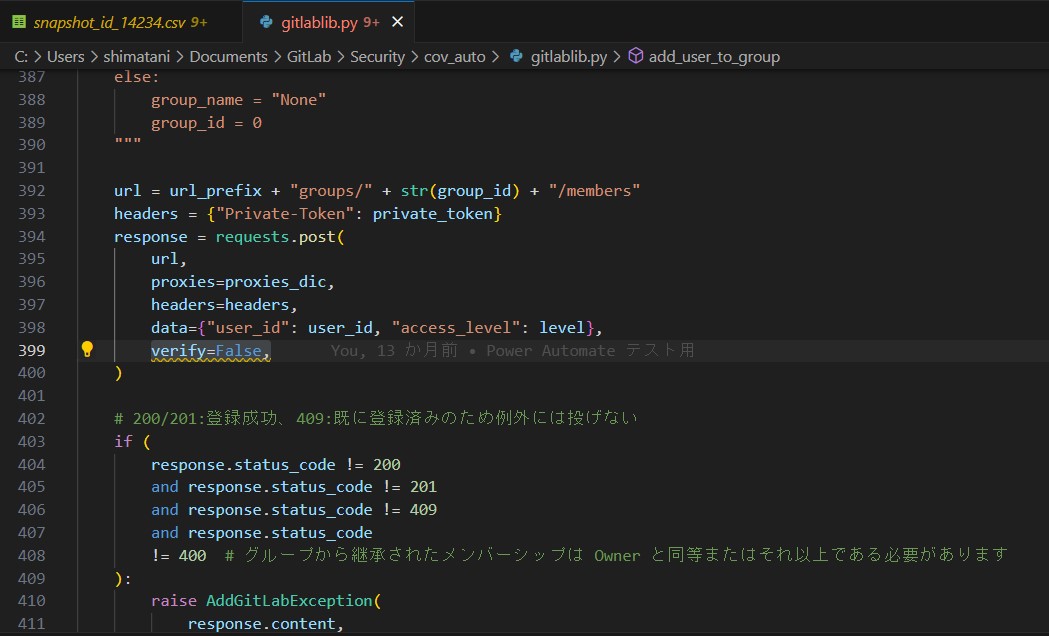 snapshot_id_14234.csv 9+
gitlablib.py 9+
C: > Users > shimatani > Documents > GitLab > Security > cov_auto > gitlablib.py > add_user_to_group
387 else:
388 group_name = "None"
389 group_id = 0
390 """
391
392 url = url_prefix + "groups/" + str(group_id) + "/members"
393 headers = {"Private-Token": private_token}
394 response = requests.post(
395 url,
396 proxies=proxies_dic,
397 headers=headers,
398 data={"user_id": user_id, "access_level": level},
399 verify=False, You, 13 か月前 • Power Automate テスト用
400 )
401
402 # 200/201:登録成功、409:既に登録済みのため例外には投げない
403 if (
404 response.status_code != 200
405 and response.status_code != 201
406 and response.status_code != 409
407 and response.status_code
408 != 400 # グループから継承されたメンバーシップは Owner と同等またはそれ以上である必要があります
409 ):
410 raise AddGitLabException(
411 response.content,